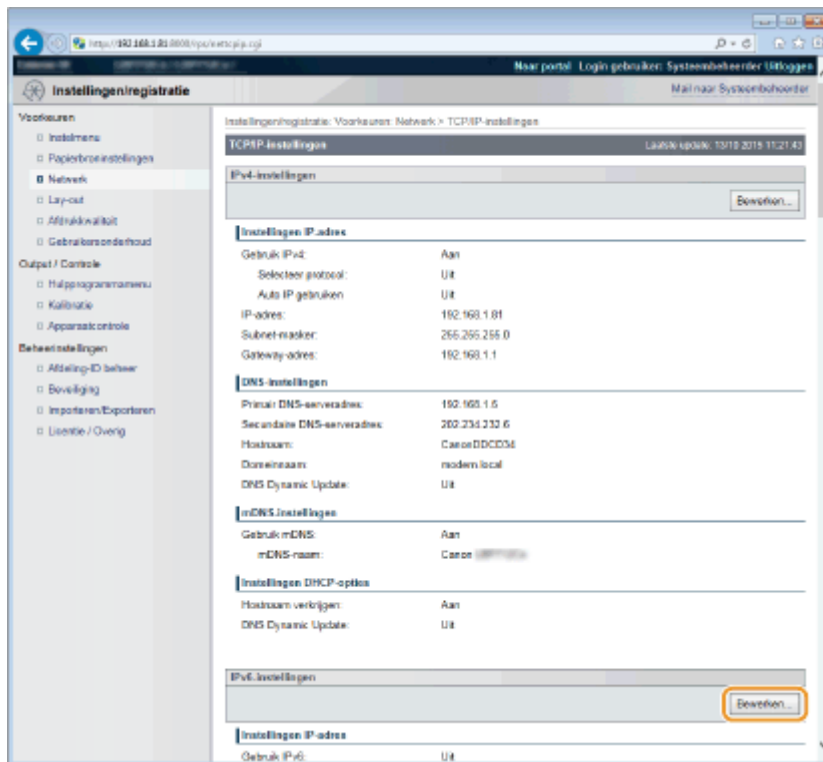 Naar portal Login gebruiker: Systeembeheerder Uitloggen
Instellingen/registratie
Mail naar Systeembeheerder
Voorkeuren
Instelmenu
Papierbroninstellingen
Netwerk
Lay-out
Afdrukkwaliteit
Gebruikersonderhoud
Output / Controle
Hulpprogrammamenu
Kalibratie
Apparaatcontrole
Beheerinstellingen
Afdeling-ID beheer
Beveiliging
Importeren/Exporteren
Licentie / Overig
Instellingen/registratie: Voorkeuren: Netwerk > TCP/IP-instellingen
TCP/IP-instellingen
Laatste update: 13/10 2015 11:21:43
IPv4-instellingen
Bewerken...
Instellingen IP-adres
Gebruik IPv4: Aan
Selecteer protocol: Uit
Auto IP gebruiken Uit
IP-adres: 192.168.1.81
Subnet-masker: 255.255.255.0
Gateway-adres: 192.168.1.1
DNS-instellingen
Primair DNS-serveradres: 192.168.1.5
Secundaire DNS-serveradres: 202.234.232.6
Hostnaam: CanonDDCD34
Domeinnaam: modern.local
DNS Dynamic Update: Uit
mDNS-instellingen
Gebruik mDNS: Aan
mDNS-naam: Canon
Instellingen DHCP-opties
Hostnaam verkrijgen: Aan
DNS Dynamic Update: Uit
IPv6-instellingen
Bewerken...
Instellingen IP-adres
Gebruik IPv6: Uit